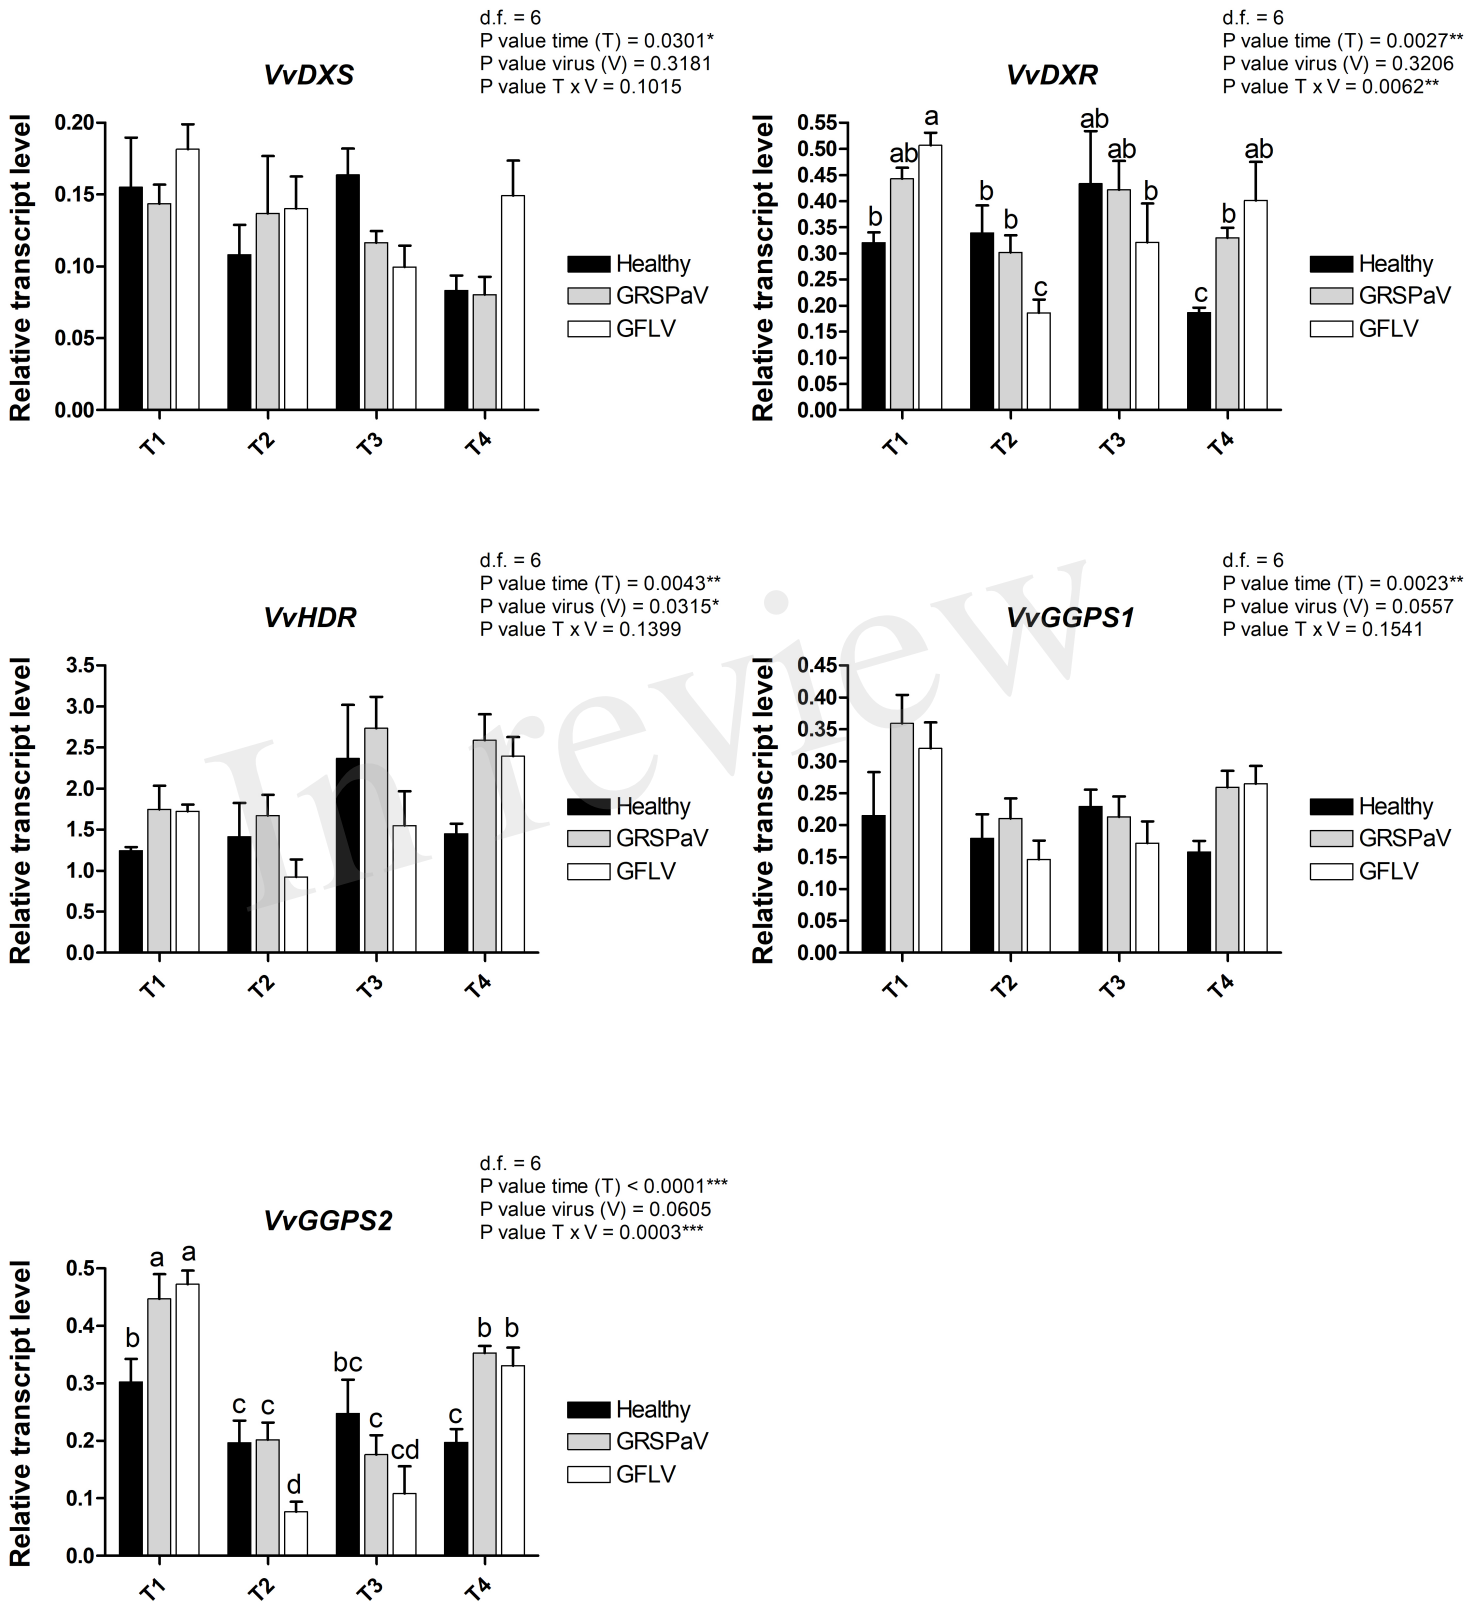 d.f. = 6
P value time (T) = 0.0301*
P value virus (V) = 0.3181
P value T x V = 0.1015
VvDXS
Relative transcript level
0.20
0.15
0.10
0.05
0.00
T1
T2
T3
T4
Healthy
GRSPaV
GFLV
d.f. = 6
P value time (T) = 0.0027**
P value virus (V) = 0.3206
P value T x V = 0.0062**
VvDXR
Relative transcript level
0.55
0.50
0.45
0.40
0.35
0.30
0.25
0.20
0.15
0.10
0.05
0.00
b
ab
a
b
b
c
ab
ab
b
c
b
ab
T1
T2
T3
T4
Healthy
GRSPaV
GFLV
d.f. = 6
P value time (T) = 0.0043**
P value virus (V) = 0.0315*
P value T x V = 0.1399
VvHDR
Relative transcript level
3.5
3.0
2.5
2.0
1.5
1.0
0.5
0.0
T1
T2
T3
T4
Healthy
GRSPaV
GFLV
d.f. = 6
P value time (T) = 0.0023**
P value virus (V) = 0.0557
P value T x V = 0.1541
VvGGPS1
Relative transcript level
0.45
0.40
0.35
0.30
0.25
0.20
0.15
0.10
0.05
0.00
T1
T2
T3
T4
Healthy
GRSPaV
GFLV
In review
d.f. = 6
P value time (T) < 0.0001***
P value virus (V) = 0.0605
P value T x V = 0.0003***
VvGGPS2
Relative transcript level
0.5
0.4
0.3
0.2
0.1
0.0
b
a
a
c
c
d
bc
c
cd
c
b
b
T1
T2
T3
T4
Healthy
GRSPaV
GFLV